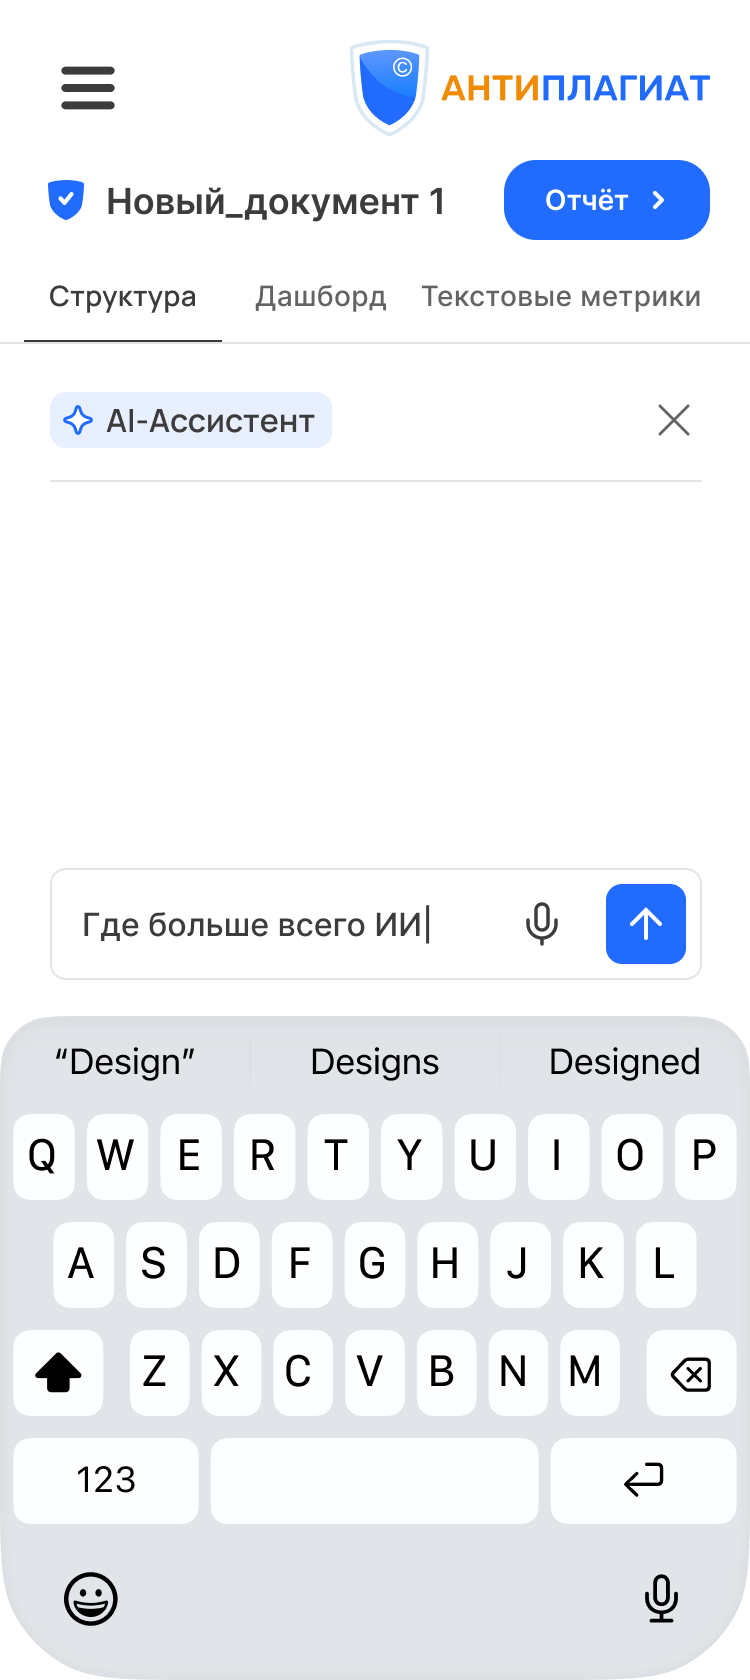 ©
АНТИПЛАГИАТ
Новый_документ 1
Отчёт
Структура
Дашборд
Текстовые метрики
AI-Ассистент
Где больше всего ИИ
“Design”
Designs
Designed
Q W E R T Y U I O P
A S D F G H J K L
Z X C V B N M
123